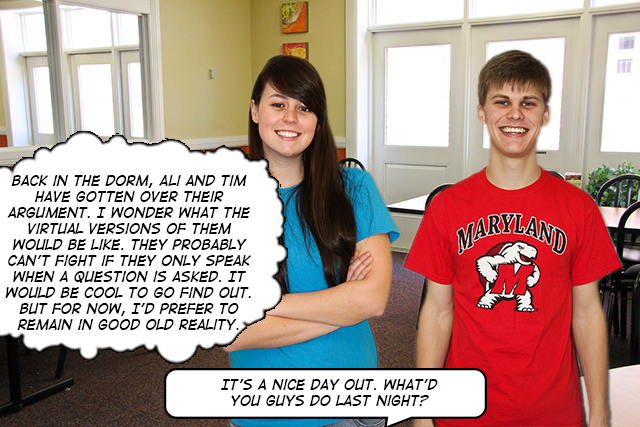 BACK IN THE DORM, ALI AND TIM
HAVE GOTTEN OVER THEIR
ARGUMENT. I WONDER WHAT THE
VIRTUAL VERSIONS OF THEM
WOULD BE LIKE. THEY PROBABLY
CAN'T FIGHT IF THEY ONLY SPEAK
WHEN A QUESTION IS ASKED. IT
WOULD BE COOL TO GO FIND OUT.
BUT FOR NOW, I'D PREFER TO
REMAIN IN GOOD OLD REALITY.
MARYLAND
M
IT'S A NICE DAY OUT. WHAT'D
YOU GUYS DO LAST NIGHT?